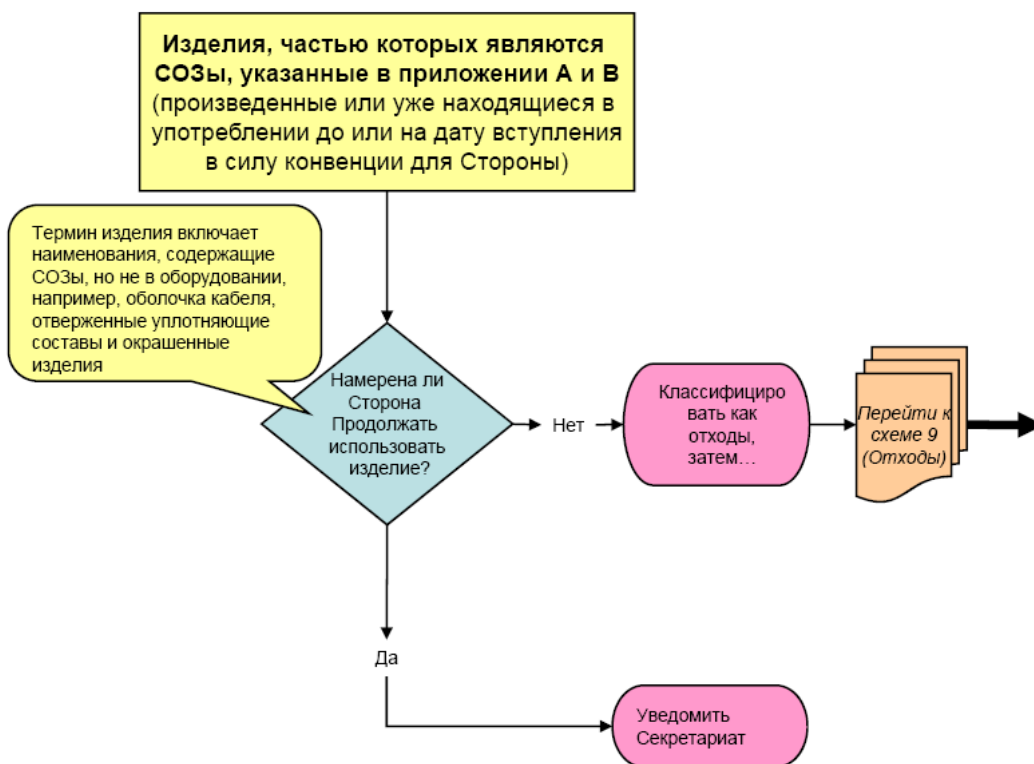 Изделия, частью которых являются
СОЗы, указанные в приложении А и В
(произведенные или уже находящиеся в
употреблении до или на дату вступления
в силу конвенции для Стороны)
Термин изделия включает
наименования, содержащие
СОЗы, но не в оборудовании,
например, оболочка кабеля,
отверженные уплотняющие
составы и окрашенные
изделия
Намерена ли
Сторона
Продолжать
использовать
изделие?
Нет
Классифициро
вать как
отходы,
затем…
Перейти к
схеме 9
(Отходы)
Да
Уведомить
Секретариат